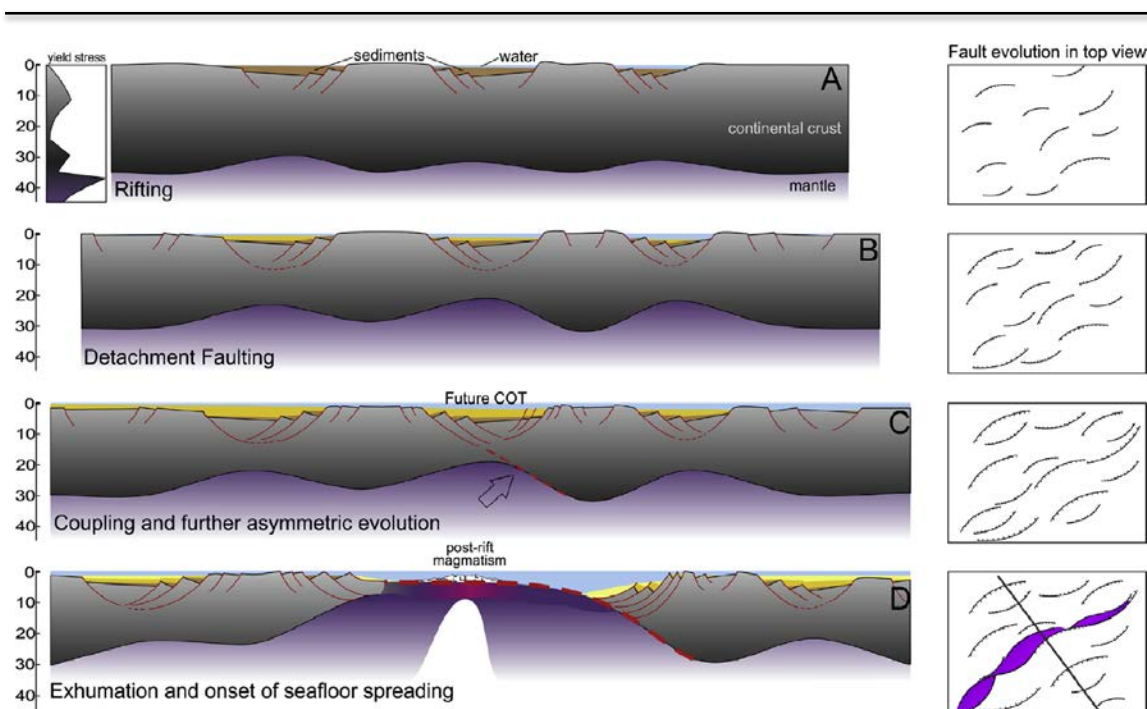 yield stress
sediments
water
Fault evolution in top view
0
10
20
30
40
A
continental crust
mantle
Rifting
0
10
20
30
40
B
Detachment Faulting
0
10
20
30
40
Future COT
C
Coupling and further asymmetric evolution
post-rift
magmatism
0
10
20
30
40
D
Exhumation and onset of seafloor spreading